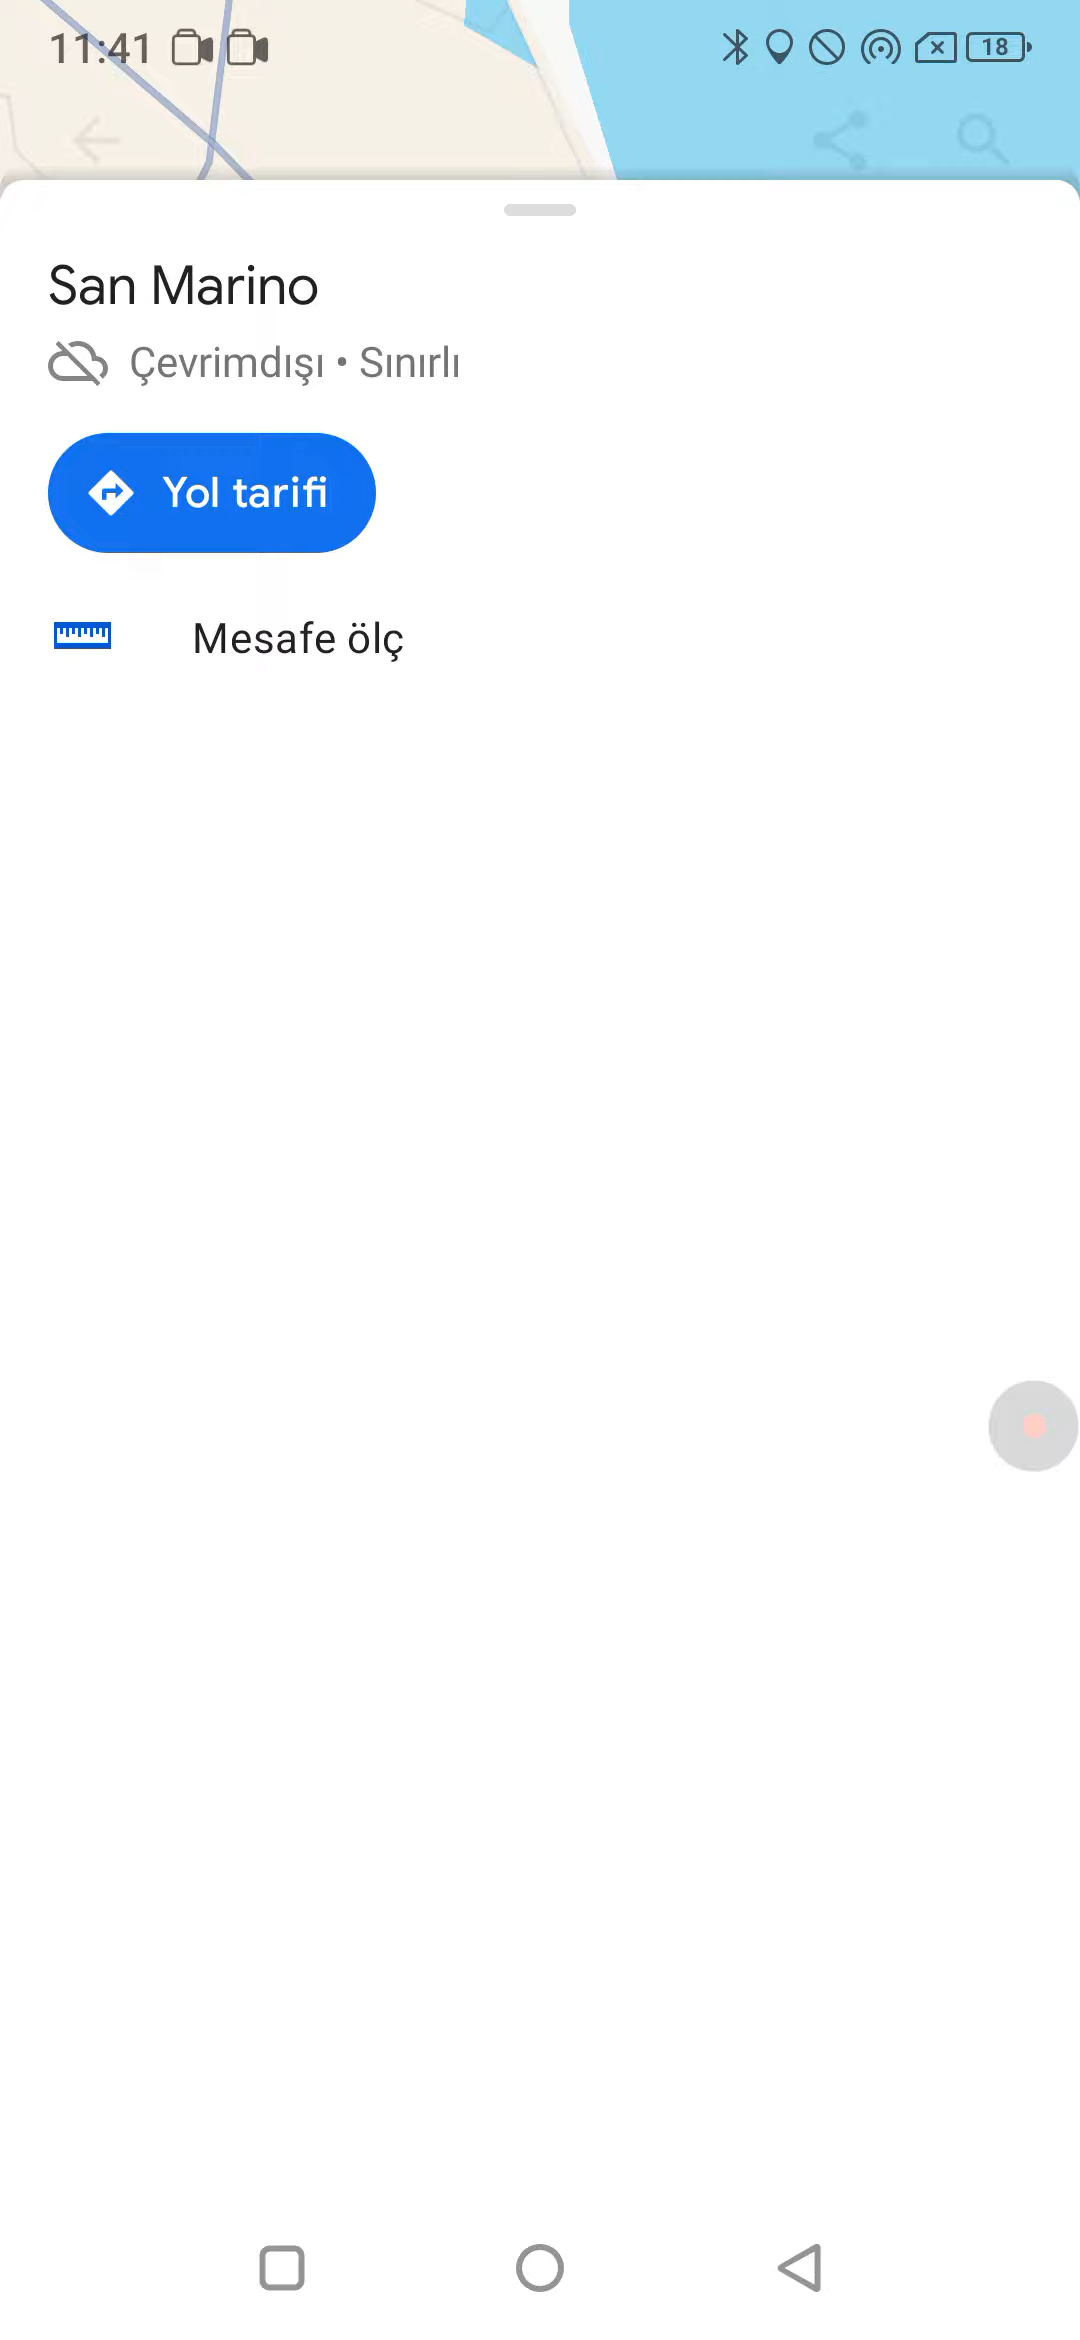 11:41
18
San Marino
Çevrimdışı • Sınırlı
Yol tarifi
Mesafe ölç